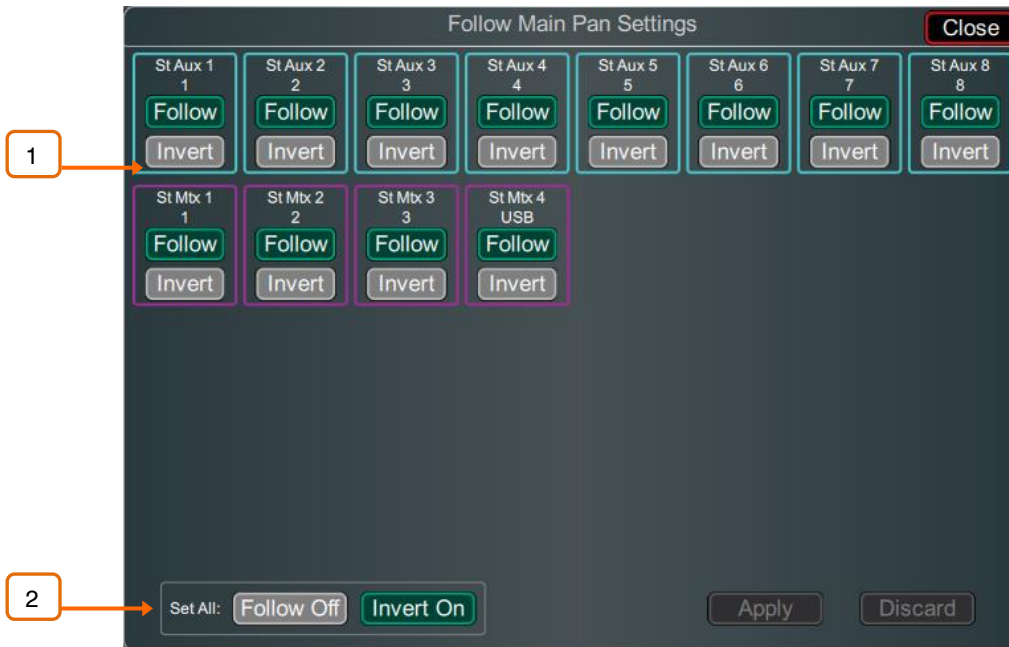 Follow Main Pan Settings
Close
St Aux 1 St Aux 2 St Aux 3 St Aux 4 St Aux 5 St Aux 6 St Aux 7 St Aux 8
1 2 3 4 5 6 7 8
Follow Follow Follow Follow Follow Follow Follow Follow
1
Invert Invert Invert Invert Invert Invert Invert Invert
St Mtx 1 St Mtx 2 St Mtx 3 St Mtx 4
1 2 3 USB
Follow Follow Follow Follow
Invert Invert Invert Invert
2
Set All: Follow Off Invert On Apply Discard